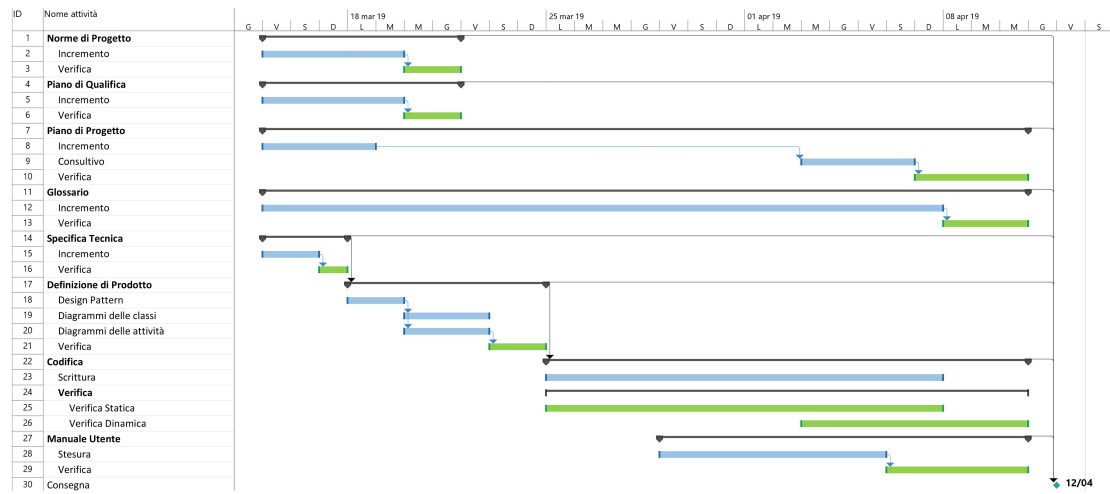 ID Nome attività 18 mar 19 25 mar 19 01 apr 19 08 apr 19
G V S D L M M G V S D L M M G V S D L M M G V S D L M M G V S
1 Norme di Progetto
2 Incremento
3 Verifica
4 Piano di Qualifica
5 Incremento
6 Verifica
7 Piano di Progetto
8 Incremento
9 Consultivo
10 Verifica
11 Glossario
12 Incremento
13 Verifica
14 Specifica Tecnica
15 Incremento
16 Verifica
17 Definizione di Prodotto
18 Design Pattern
19 Diagrammi delle classi
20 Diagrammi delle attività
21 Verifica
22 Codifica
23 Scrittura
24 Verifica
25 Verifica Statica
26 Verifica Dinamica
27 Manuale Utente
28 Stesura
29 Verifica
30 Consegna 12/04